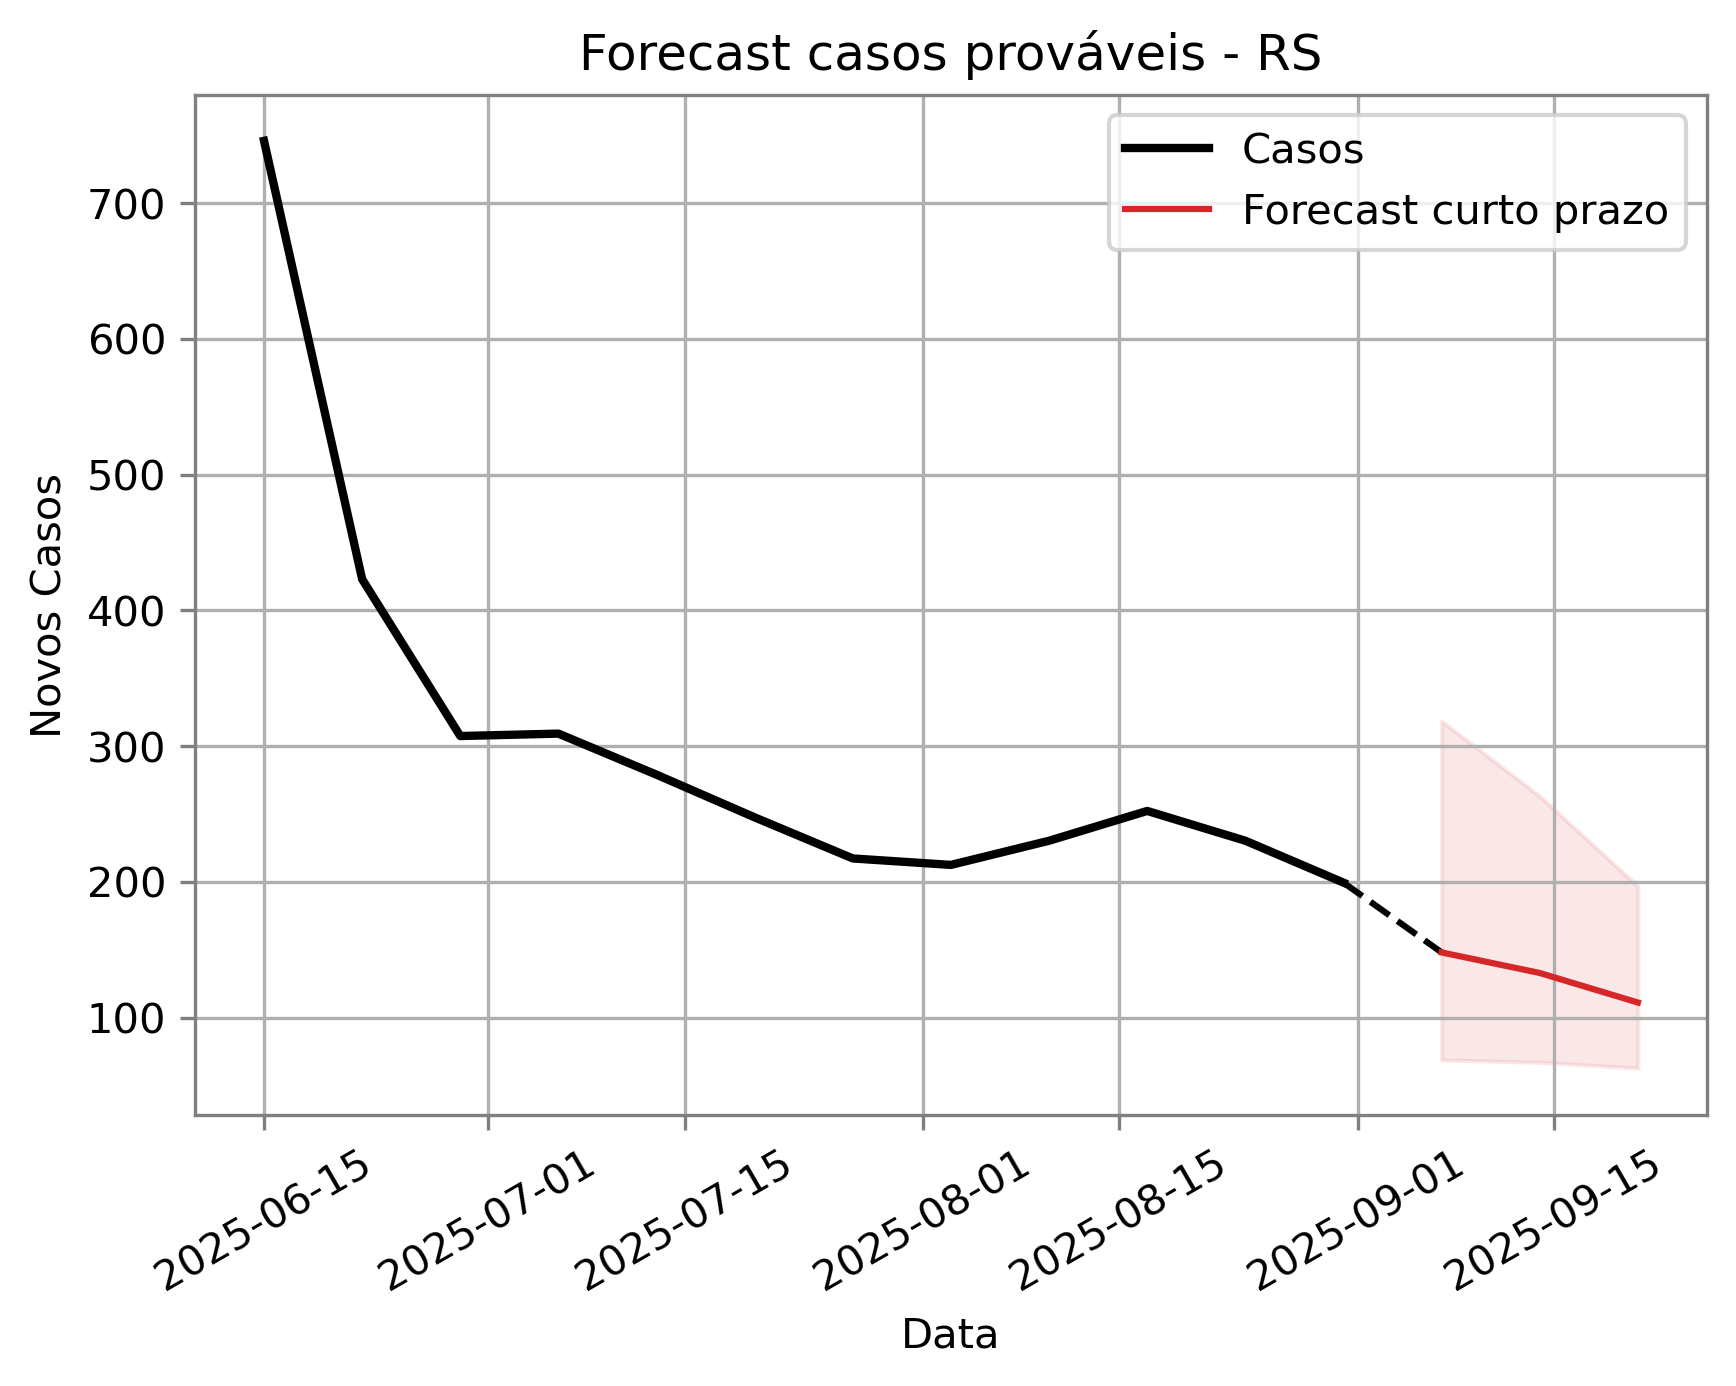 Forecast casos prováveis - RS
Casos
Forecast curto prazo
Novos Casos
700
600
500
400
300
200
100
2025-06-15
2025-07-01
2025-07-15
2025-08-01
2025-08-15
2025-09-01
2025-09-15
Data